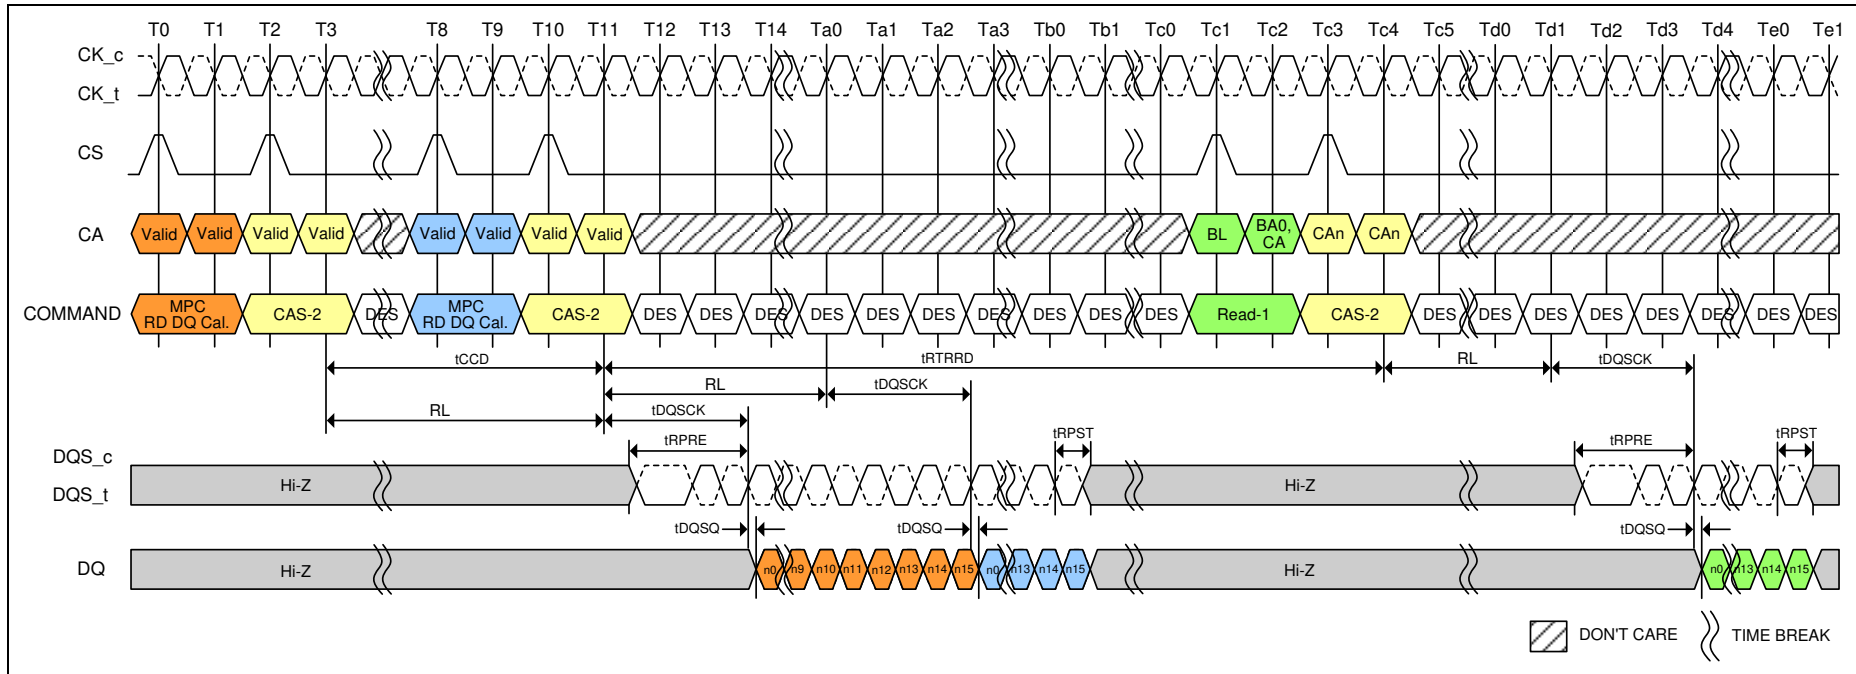 T0 T1 T2 T3 T8 T9 T10 T11 T12 T13 T14 Ta0 Ta1 Ta2 Ta3 Tb0 Tb1 Tc0 Tc1 Tc2 Tc3 Tc4 Tc5 Td0 Td1 Td2 Td3 Td4 Te0 Te1
CK_c
CK_t
CS
CA Valid Valid Valid Valid Valid Valid Valid Valid BL BA0, CA CAn CAn
COMMAND MPC RD DQ Cal. CAS-2 DES MPC RD DQ Cal. CAS-2 DES DES DES DES DES DES DES DES DES DES Read-1 CAS-2 DES DES DES DES DES DES DES DES
tCCD tRTRRD RL tDQSCK
RL tDQSCK
RL tDQSCK
tRPRE tRPST tRPRE tRPST
DQS_c
Hi-Z Hi-Z
DQS_t
tDQSQ tDQSQ tDQSQ
DQ Hi-Z n0 n9 n10 n11 n12 n13 n14 n15 n0 n13 n14 n15 Hi-Z n0 n13 n14 n15
DON'T CARE TIME BREAK